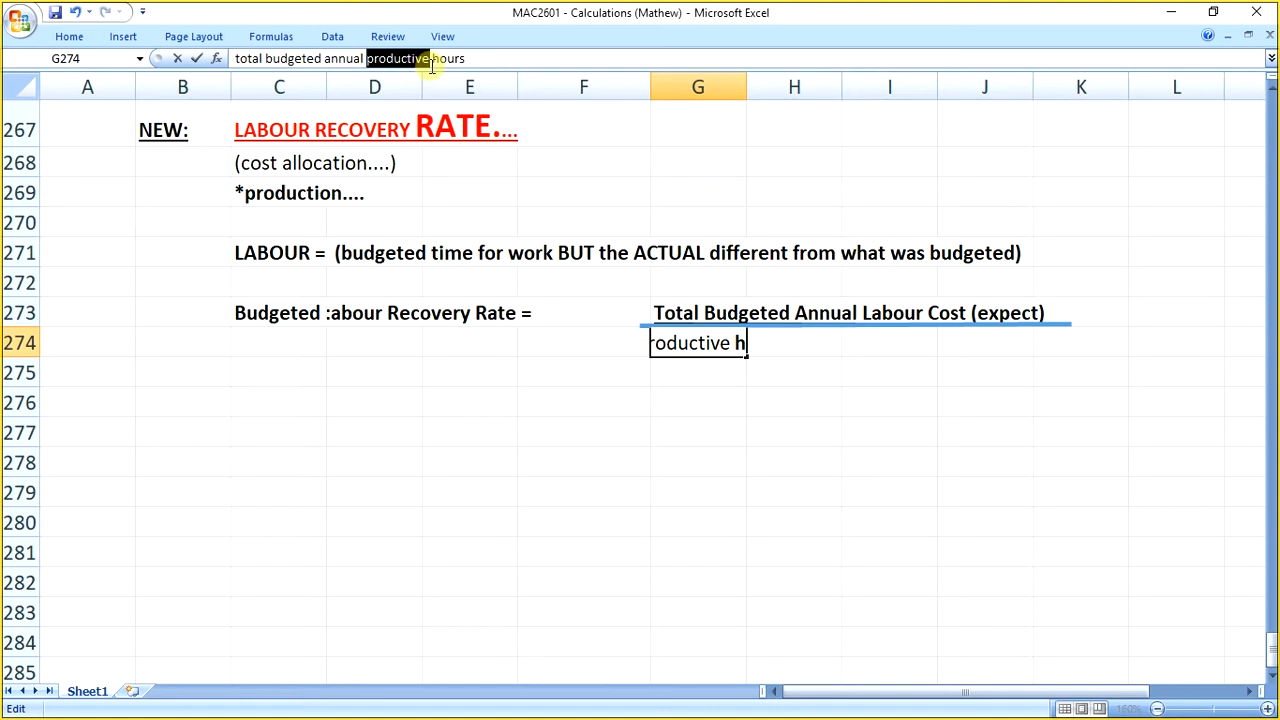 MAC2601 - Calculations (Mathew) - Microsoft Excel
Home Insert Page Layout Formulas Data Review View
G274 fx total budgeted annual productive hours
A B C D E F G H I J K L
267 NEW: LABOUR RECOVERY RATE....
268 (cost allocation....)
269 *production....
270
271 LABOUR = (budgeted time for work BUT the ACTUAL different from what was budgeted)
272
273 Budgeted :abour Recovery Rate = Total Budgeted Annual Labour Cost (expect)
274 roductive h
275
276
277
278
279
280
281
282
283
284
285
Sheet1
Edit 160%